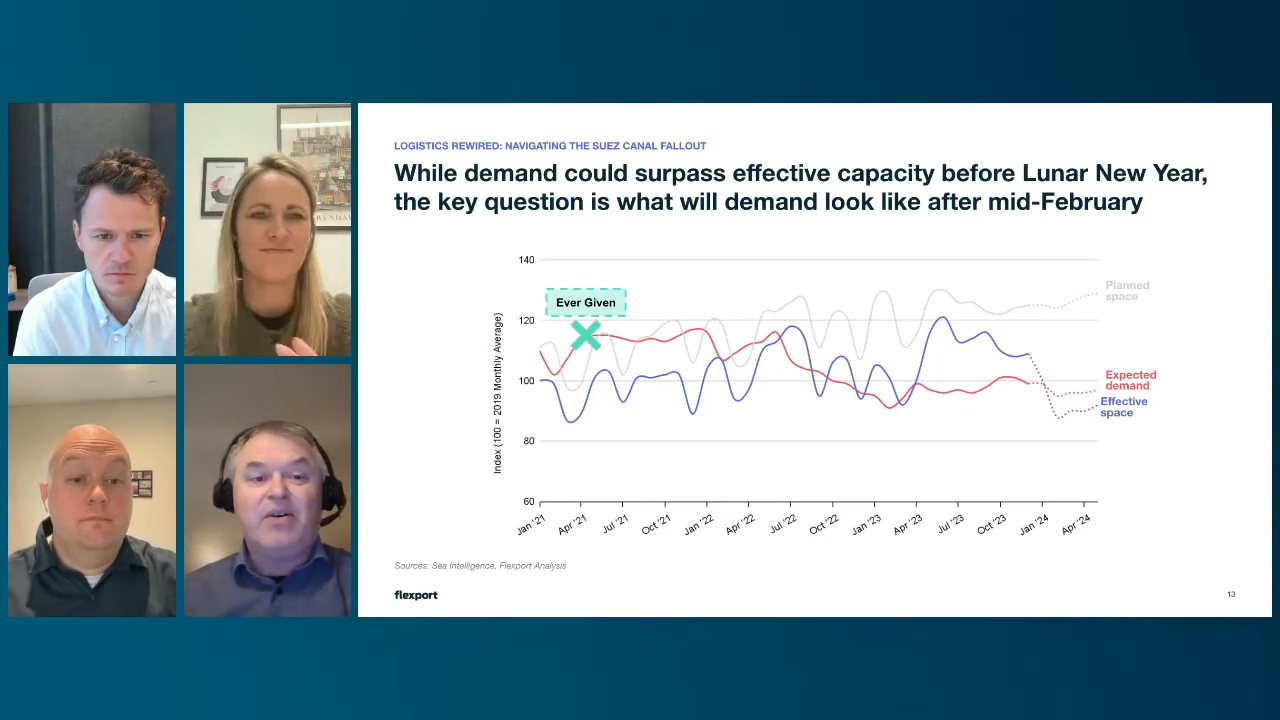 LOGISTICS REWIRED: NAVIGATING THE SUEZ CANAL FALLOUT
While demand could surpass effective capacity before Lunar New Year,
the key question is what will demand look like after mid-February
Index (100 = 2019 Monthly Average)
140
120
100
80
60
Ever Given
Planned
space
Expected
demand
Effective
space
Jan '21
Apr '21
Jul '21
Oct '21
Jan '22
Apr '22
Jul '22
Oct '22
Jan '23
Apr '23
Jul '23
Oct '23
Jan '24
Apr '24
Sources: Sea Intelligence, Flexport Analysis
flexport
13